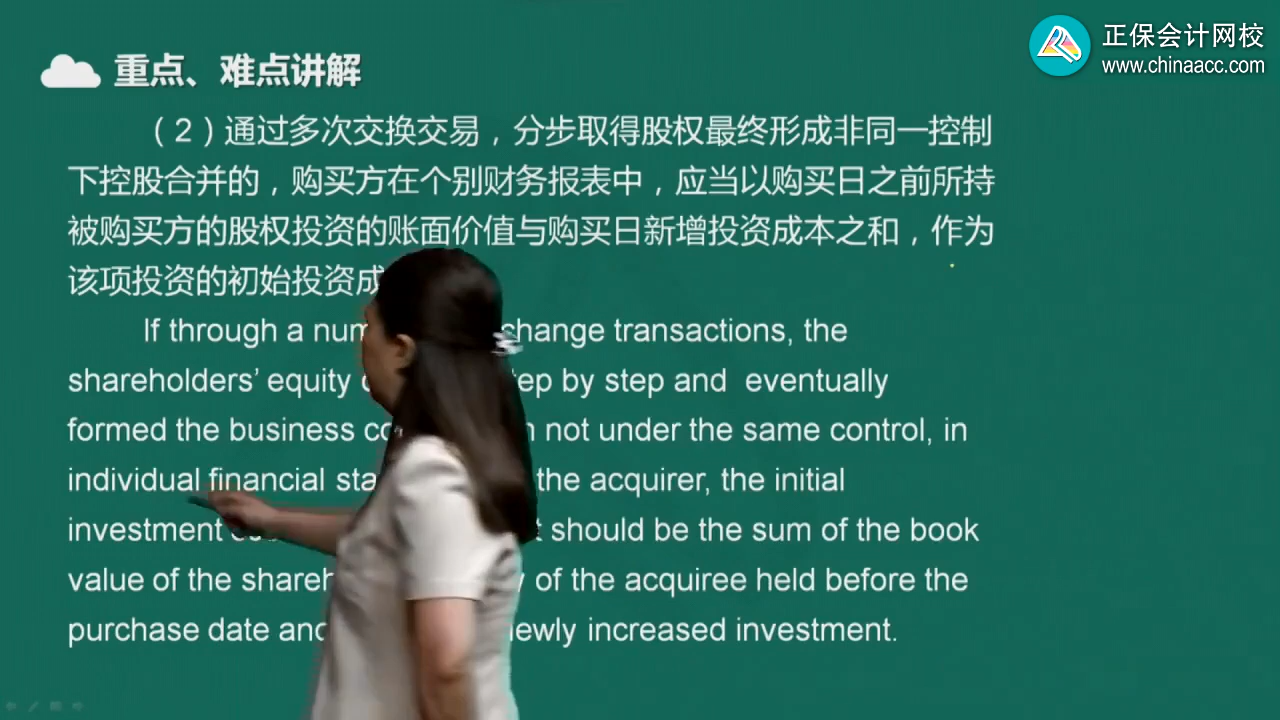 重点、难点讲解
正保会计网校
www.chinaacc.com
（2）通过多次交换交易，分步取得股权最终形成非同一控制
下控股合并的，购买方在个别财务报表中，应当以购买日之前所持
被购买方的股权投资的账面价值与购买日新增投资成本之和，作为
该项投资的初始投资成
If through a change transactions, the
shareholders’ equity by step and eventually
formed the business not under the same control, in
individual financial the acquirer, the initial
investment should be the sum of the book
value of the of the acquiree held before the
purchase date and increased investment.